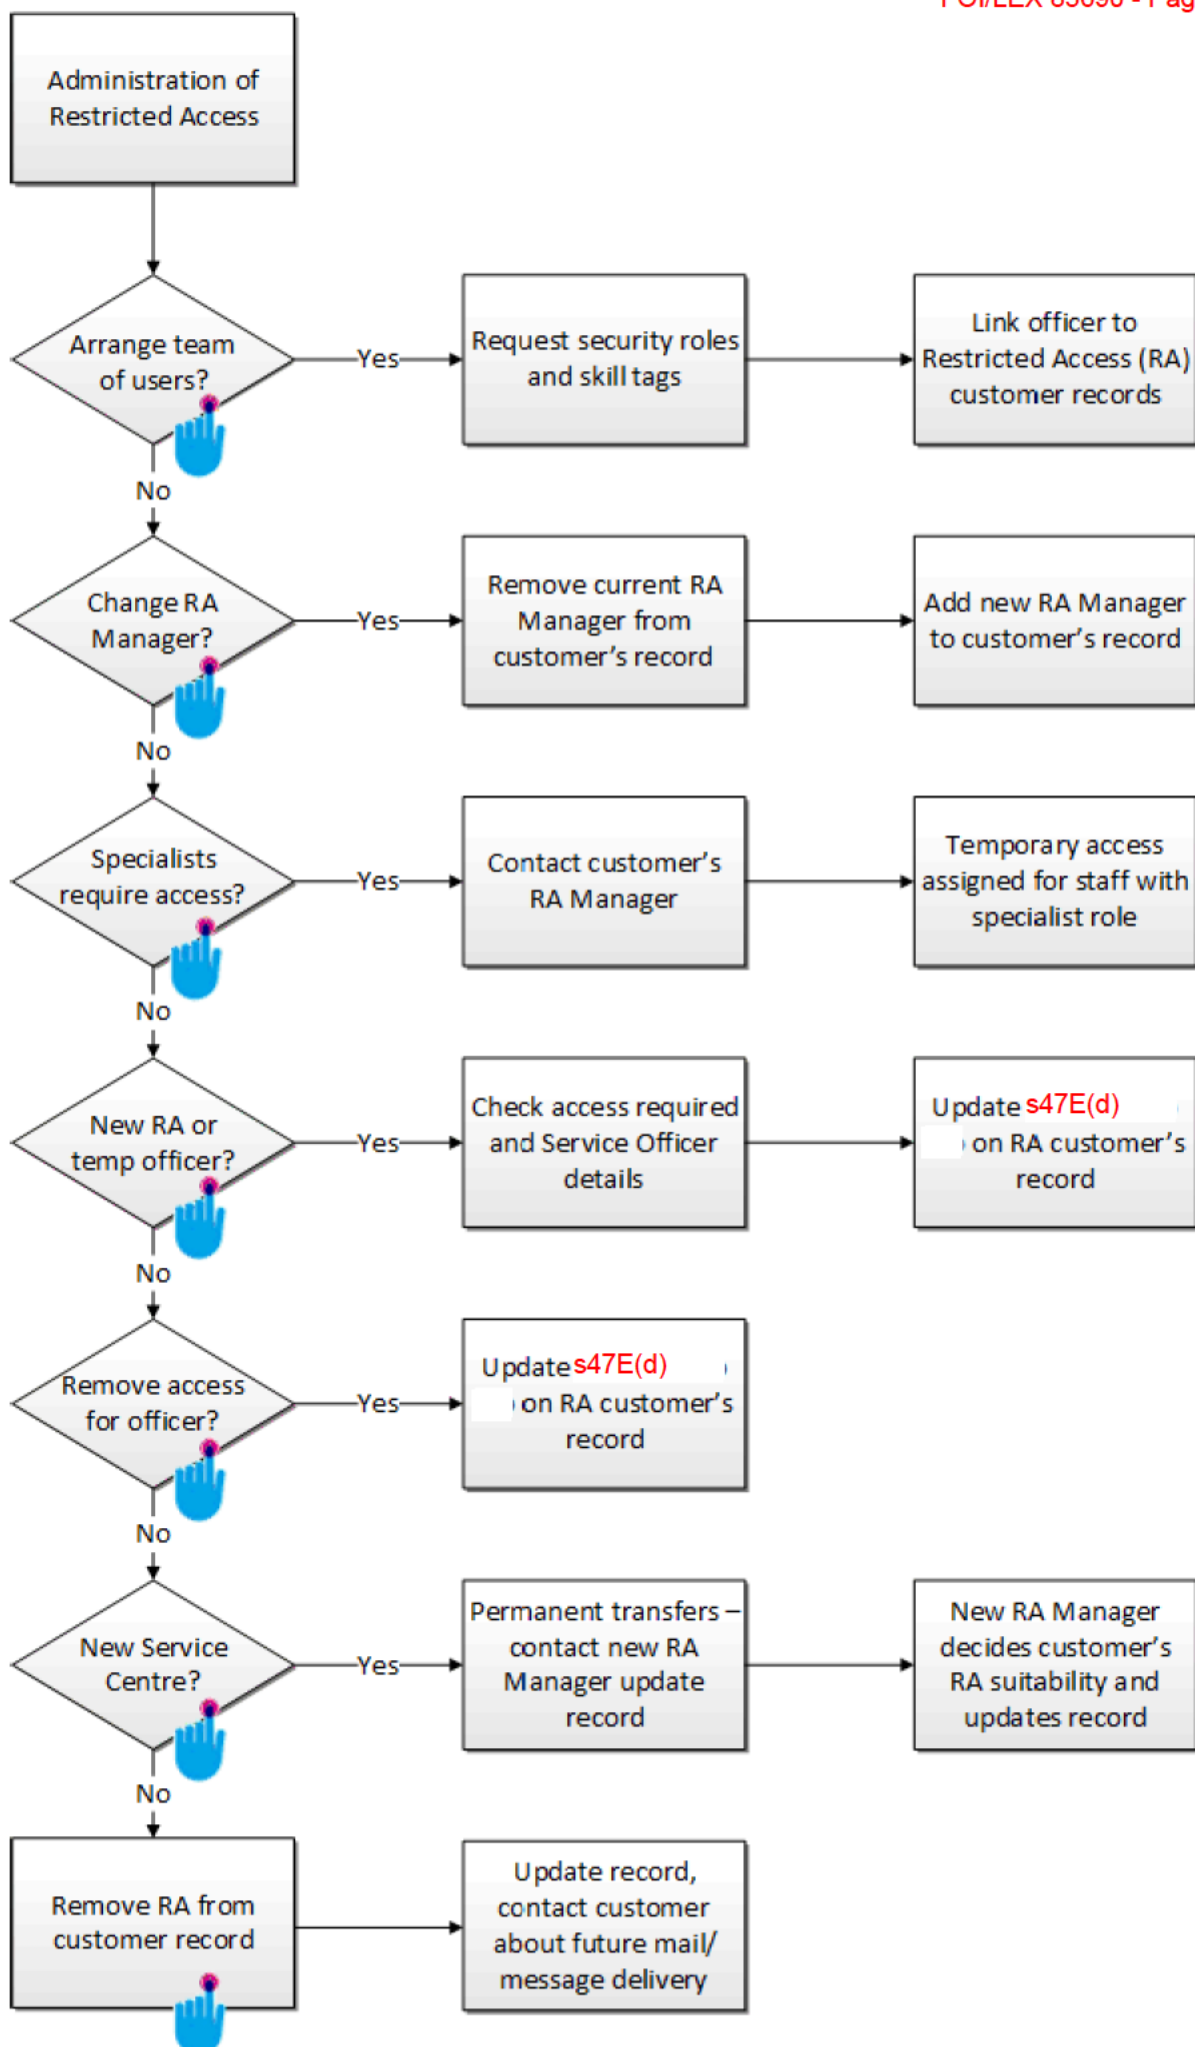 Administration of
Restricted Access
Arrange team
of users?
Yes
Request security roles
and skill tags
Link officer to
Restricted Access (RA)
customer records
No
Change RA
Manager?
Yes
Remove current RA
Manager from
customer's record
Add new RA Manager
to customer's record
No
Specialists
require access?
Yes
Contact customer's
RA Manager
Temporary access
assigned for staff with
specialist role
No
New RA or
temp officer?
Yes
Check access required
and Service Officer
details
Update s47E(d)
on RA customer's
record
No
Remove access
for officer?
Yes
Update s47E(d)
on RA customer's
record
No
New Service
Centre?
Yes
Permanent transfers –
contact new RA
Manager update
record
New RA Manager
decides customer's
RA suitability and
updates record
No
Remove RA from
customer record
Update record,
contact customer
about future mail/
message delivery